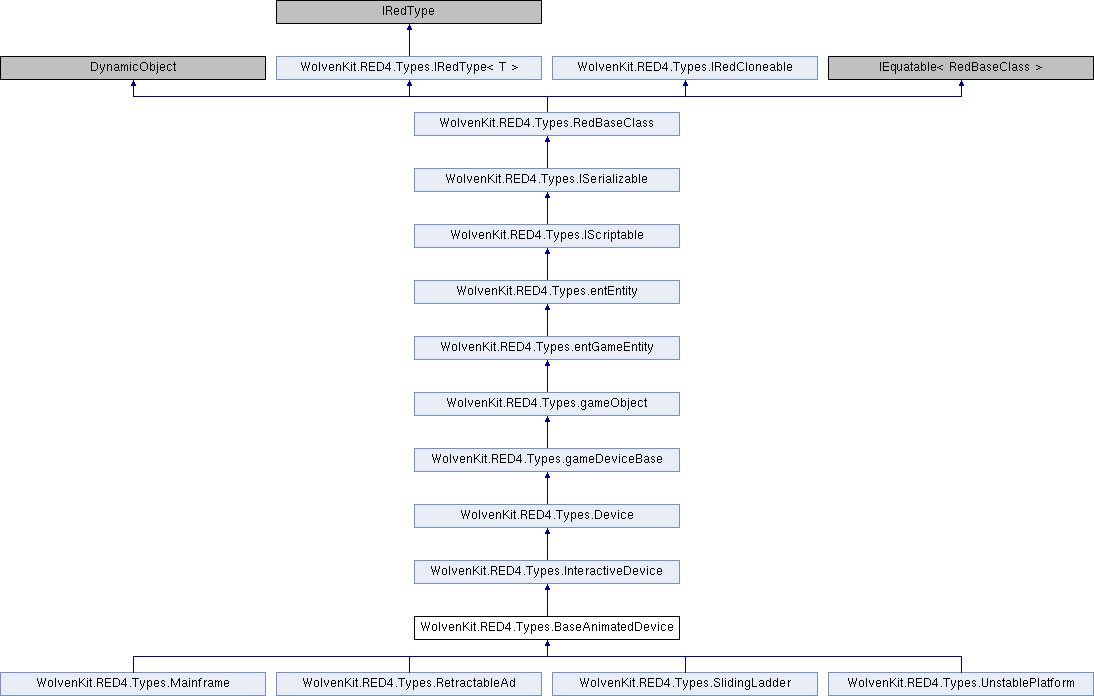 IRedType
DynamicObject
WolvenKit.RED4.Types.IRedType< T >
WolvenKit.RED4.Types.IRedCloneable
IEquatable< RedBaseClass >
WolvenKit.RED4.Types.RedBaseClass
WolvenKit.RED4.Types.ISerializable
WolvenKit.RED4.Types.IScriptable
WolvenKit.RED4.Types.entEntity
WolvenKit.RED4.Types.entGameEntity
WolvenKit.RED4.Types.gameObject
WolvenKit.RED4.Types.gameDeviceBase
WolvenKit.RED4.Types.Device
WolvenKit.RED4.Types.InteractiveDevice
WolvenKit.RED4.Types.BaseAnimatedDevice
WolvenKit.RED4.Types.Mainframe
WolvenKit.RED4.Types.RetractableAd
WolvenKit.RED4.Types.SlidingLadder
WolvenKit.RED4.Types.UnstablePlatform